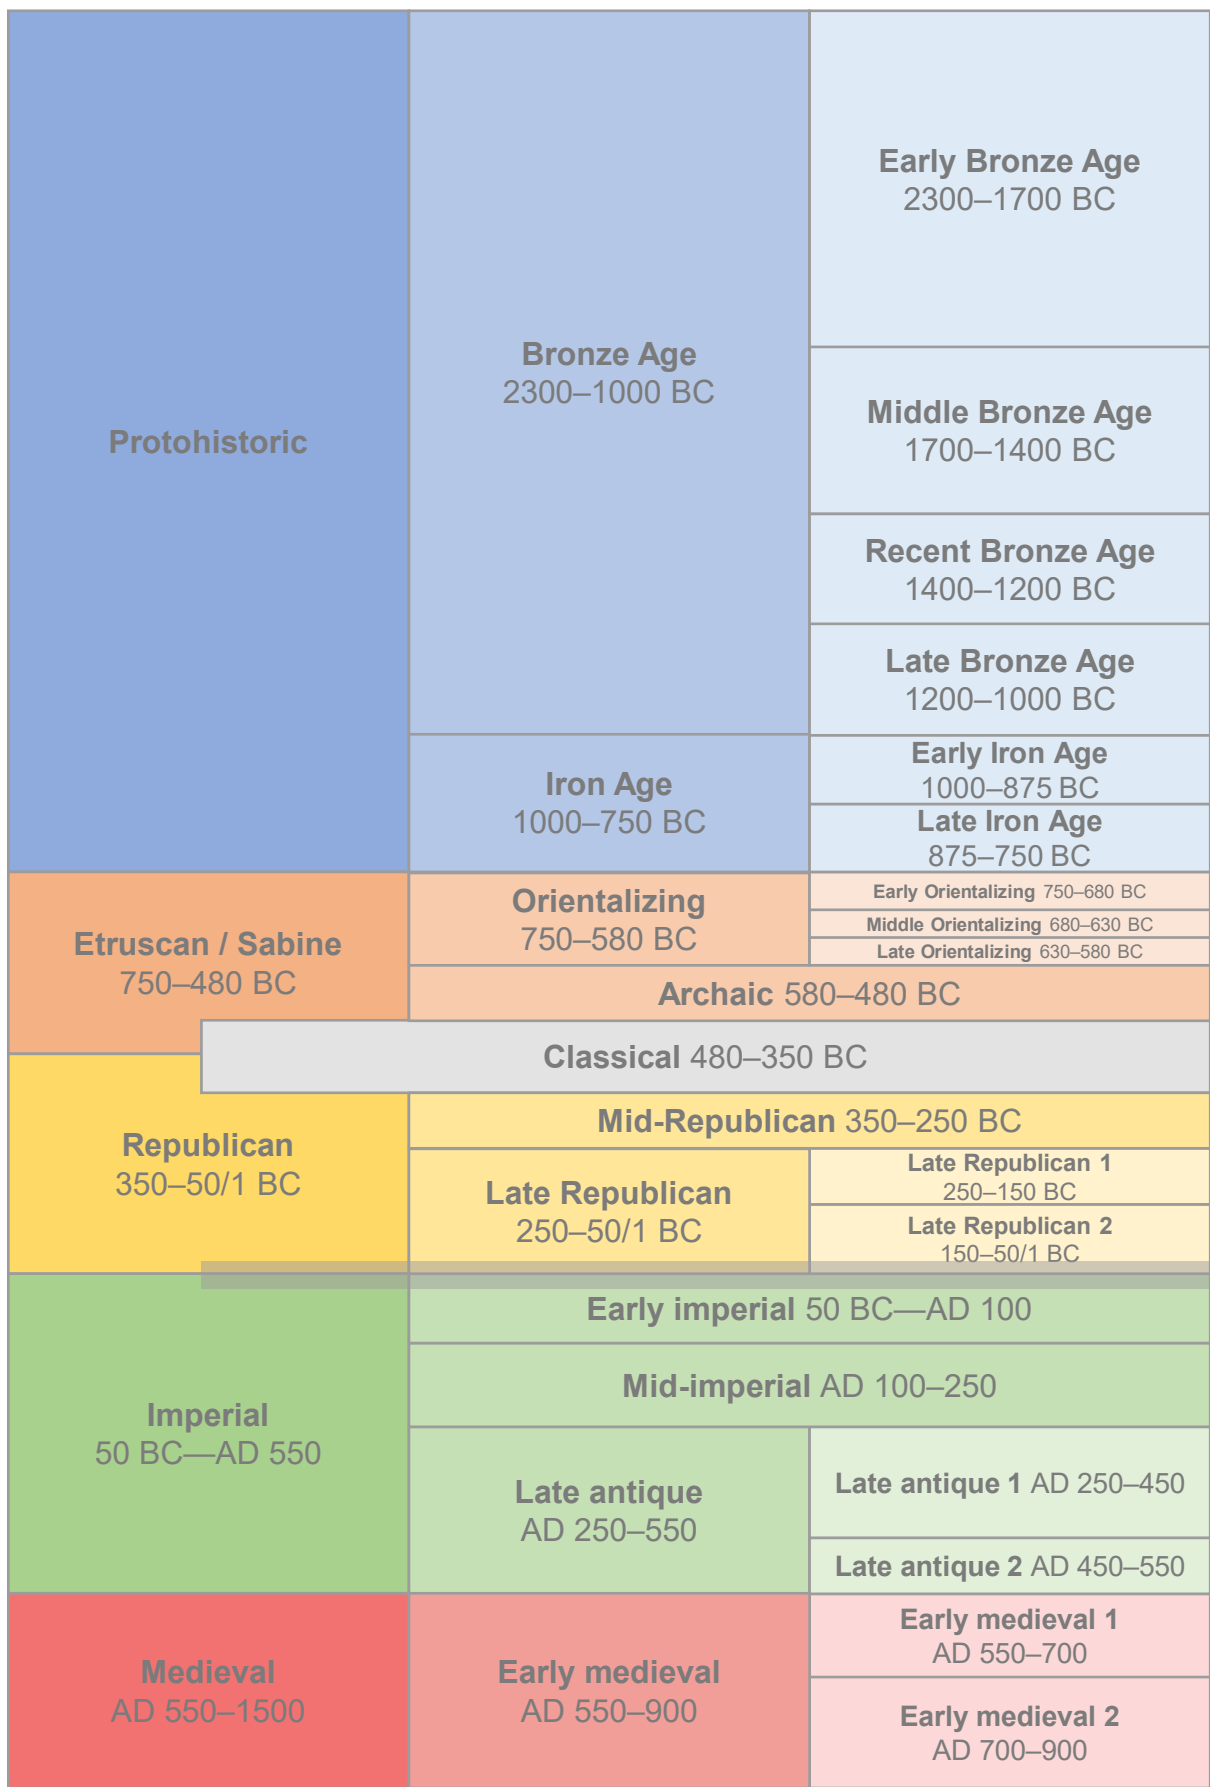 Protohistoric
Bronze Age
2300–1000 BC
Early Bronze Age
2300–1700 BC
Middle Bronze Age
1700–1400 BC
Recent Bronze Age
1400–1200 BC
Late Bronze Age
1200–1000 BC
Iron Age
1000–750 BC
Early Iron Age
1000–875 BC
Late Iron Age
875–750 BC
Etruscan / Sabine
750–480 BC
Orientalizing
750–580 BC
Early Orientalizing 750–680 BC
Middle Orientalizing 680–630 BC
Late Orientalizing 630–580 BC
Archaic 580–480 BC
Classical 480–350 BC
Republican
350–50/1 BC
Mid-Republican 350–250 BC
Late Republican
250–50/1 BC
Late Republican 1
250–150 BC
Late Republican 2
150–50/1 BC
Imperial
50 BC—AD 550
Early imperial 50 BC—AD 100
Mid-imperial AD 100–250
Late antique
AD 250–550
Late antique 1 AD 250–450
Late antique 2 AD 450–550
Medieval
AD 550–1500
Early medieval
AD 550–900
Early medieval 1
AD 550–700
Early medieval 2
AD 700–900